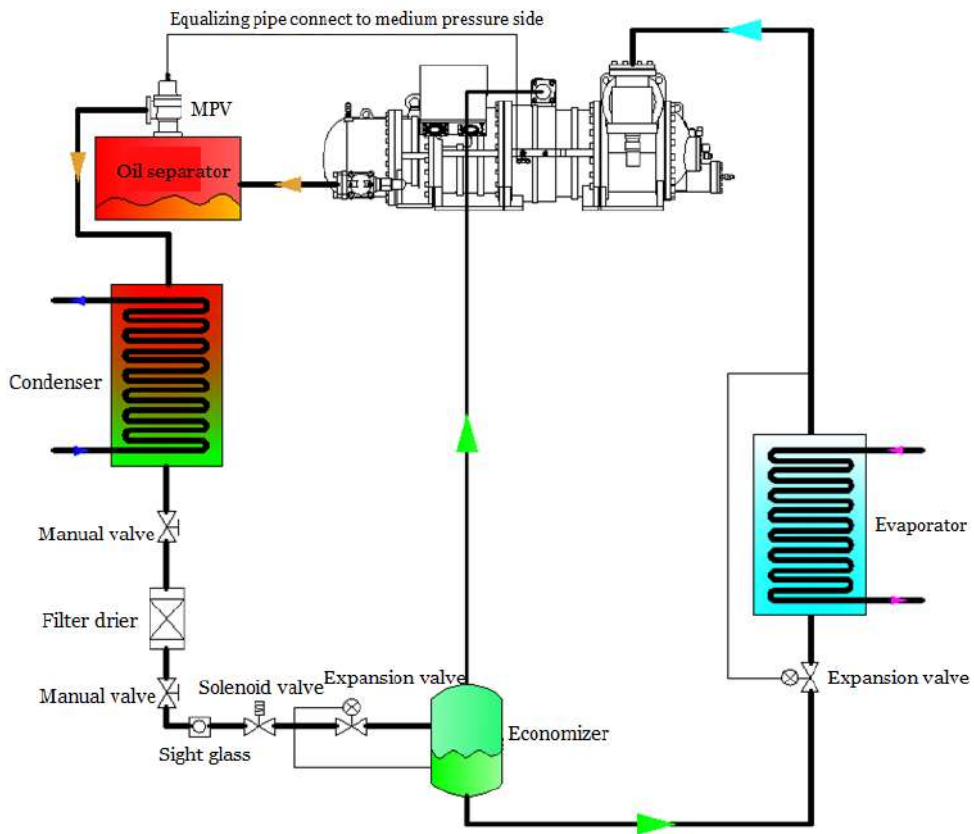 Equalizing pipe connect to medium pressure side
MPV
Oil separator
Condenser
Evaporator
Manual valve
Filter drier
Manual valve
Solenoid valve
Expansion valve
Expansion valve
Economizer
Sight glass